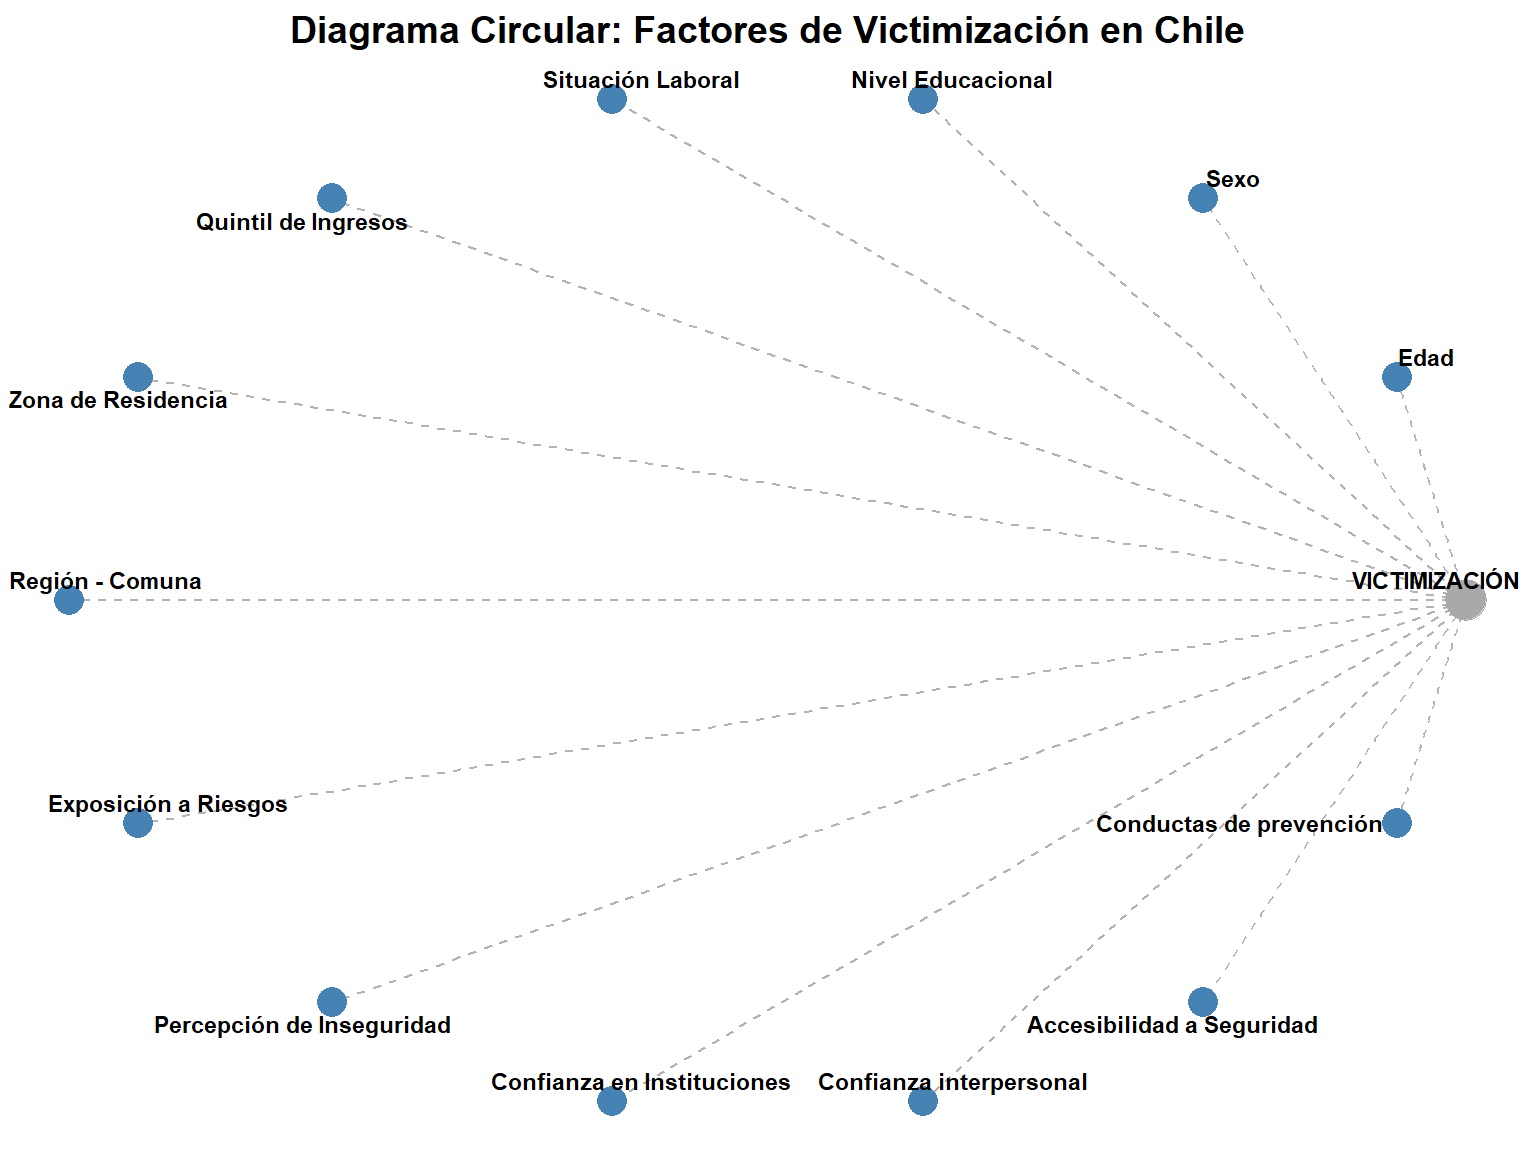 Diagrama Circular: Factores de Victimización en Chile
Situación Laboral
Nivel Educacional
Sexo
Quintil de Ingresos
Edad
Zona de Residencia
Región - Comuna
VICTIMIZACIÓN
Exposición a Riesgos
Conductas de prevención
Percepción de Inseguridad
Accesibilidad a Seguridad
Confianza en Instituciones
Confianza interpersonal